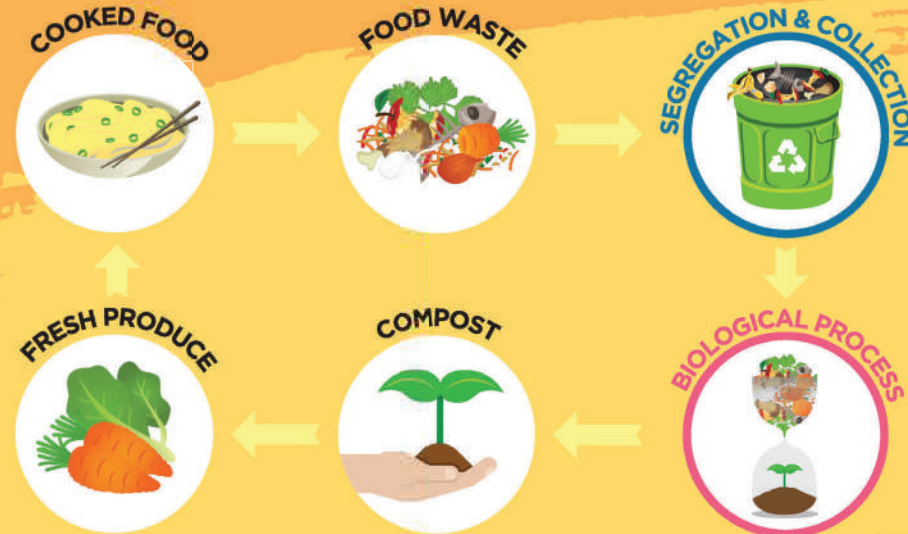 COOKED FOOD
FOOD WASTE
SEGREGATION & COLLECTION
FRESH PRODUCE
COMPOST
BIOLOGICAL PROCESS